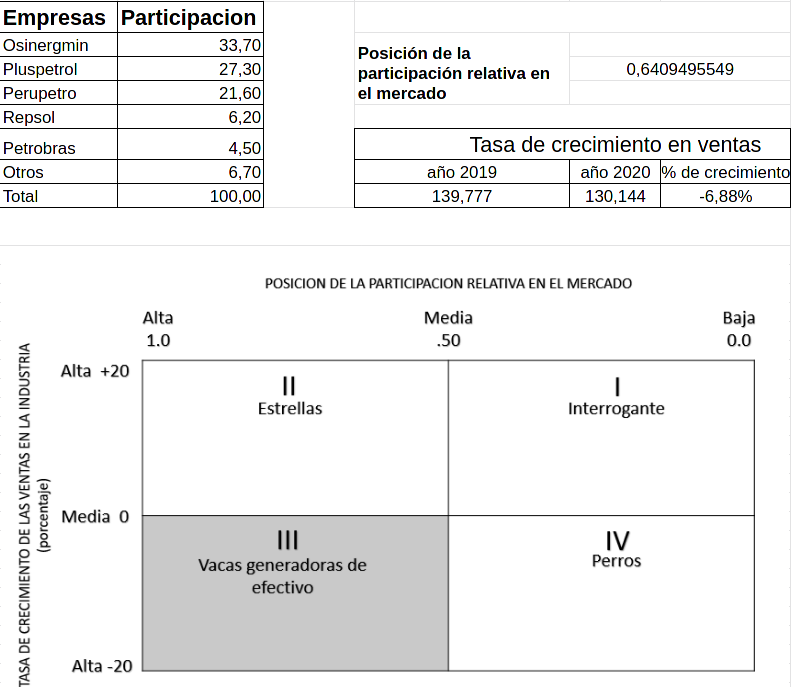 Empresas Participacion
Osinergmin 33,70
Pluspetrol 27,30
Perupetro 21,60
Repsol 6,20
Petrobras 4,50
Otros 6,70
Total 100,00
Posición de la
participación relativa en
el mercado
0,6409495549
Tasa de crecimiento en ventas
año 2019 año 2020 % de crecimiento
139,777 130,144 -6,88%
POSICION DE LA PARTICIPACION RELATIVA EN EL MERCADO
Alta Media Baja
1.0 .50 0.0
TASA DE CRECIMIENTO DE LAS VENTAS EN LA INDUSTRIA
(porcentaje)
Alta +20
II
Estrellas
I
Interrogante
Media 0
III
Vacas generadoras de
efectivo
IV
Perros
Alta -20